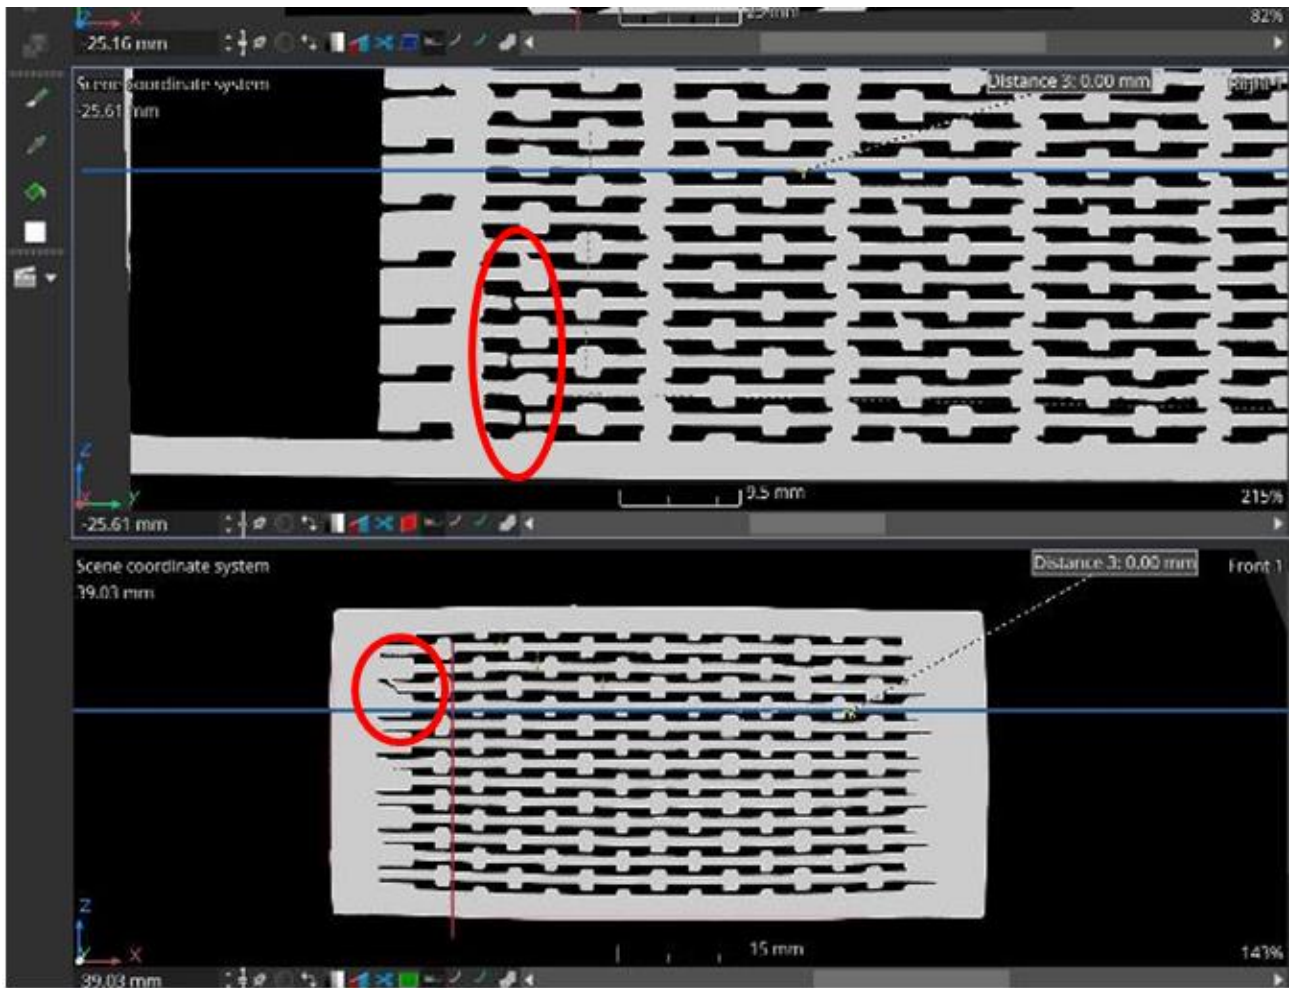 82%
-25.16 mm
Scene coordinate system
-25.61 mm
Distance 3: 0.00 mm
Right 1
Z
Y
9.5 mm
215%
-25.61 mm
Scene coordinate system
39.03 mm
Distance 3: 0.00 mm
Front 1
Z
X
15 mm
143%
39.03 mm